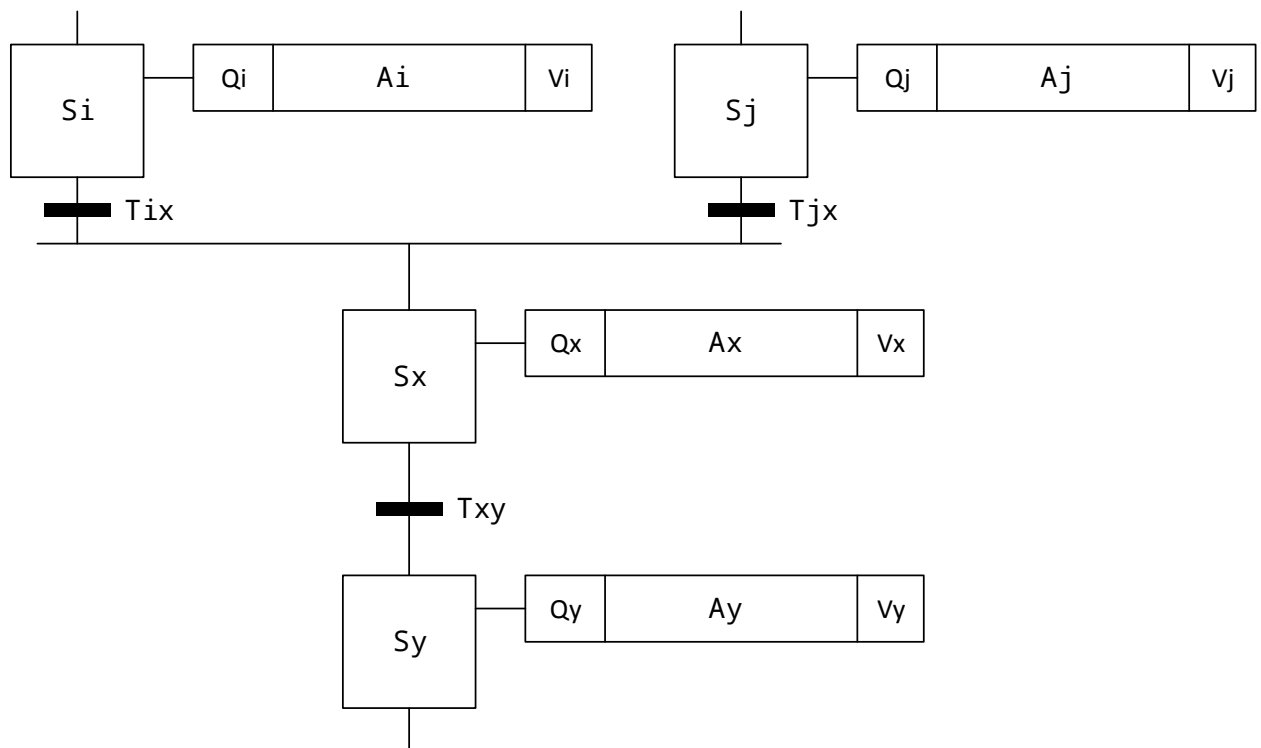 Si
Qi Ai Vi
Sj
Qj Aj Vj
Tix
Tjx
Sx
Qx Ax Vx
Txy
Sy
Qy Ay Vy